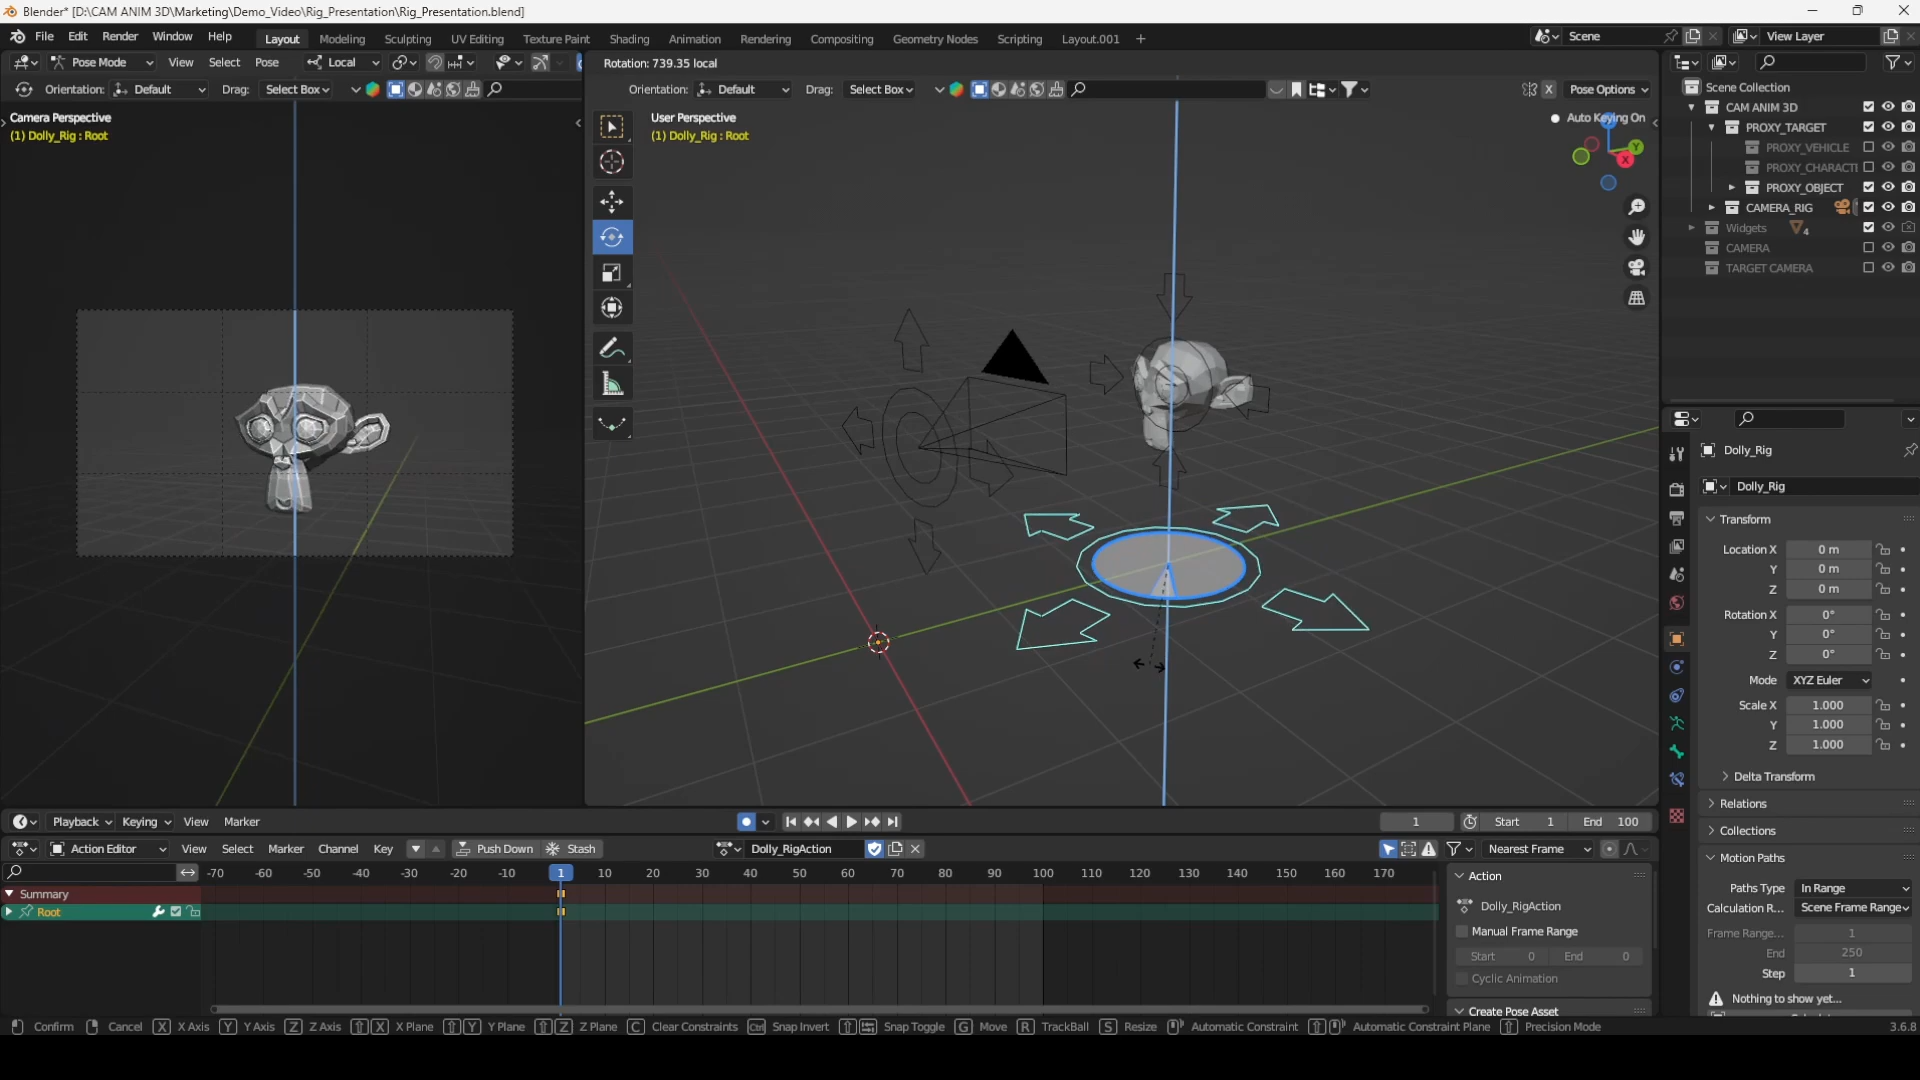 Blender* [D:\CAM ANIM 3D\Marketing\Demo_Video\Rig_Presentation\Rig_Presentation.blend]
File Edit Render Window Help Layout Modeling Sculpting UV Editing Texture Paint Shading Animation Rendering Compositing Geometry Nodes Scripting Layout.001 + Scene View Layer
Pose Mode View Select Pose Local Rotation: 739.35 local
Orientation: Default Drag: Select Box Orientation: Default Drag: Select Box X Pose Options
Camera Perspective
(1) Dolly_Rig : Root
User Perspective
(1) Dolly_Rig : Root
Auto Keying On
Y
X
Scene Collection
CAM ANIM 3D
PROXY_TARGET
PROXY_VEHICLE
PROXY_CHARACT
PROXY_OBJECT
CAMERA_RIG
Widgets 4
CAMERA
TARGET CAMERA
Dolly_Rig
Dolly_Rig
Transform
Location X 0 m
Y 0 m
Z 0 m
Rotation X 0°
Y 0°
Z 0°
Mode XYZ Euler
Scale X 1.000
Y 1.000
Z 1.000
Delta Transform
Relations
Collections
Motion Paths
Paths Type In Range
Calculation R... Scene Frame Range
Frame Range... 1
End 250
Step 1
Nothing to show yet...
Playback Keying View Marker 1 Start 1 End 100
Action Editor View Select Marker Channel Key Push Down Stash Dolly_RigAction Nearest Frame
-70 -60 -50 -40 -30 -20 -10 1 10 20 30 40 50 60 70 80 90 100 110 120 130 140 150 160 170
Summary
Root
Action
Dolly_RigAction
Manual Frame Range
Start 0 End 0
Cyclic Animation
Create Pose Asset
Confirm Cancel X X Axis Y Y Axis Z Z Axis X X Plane Y Y Plane Z Z Plane C Clear Constraints Ctrl Snap Invert Snap Toggle G Move R TrackBall S Resize Automatic Constraint Automatic Constraint Plane Precision Mode 3.6.8